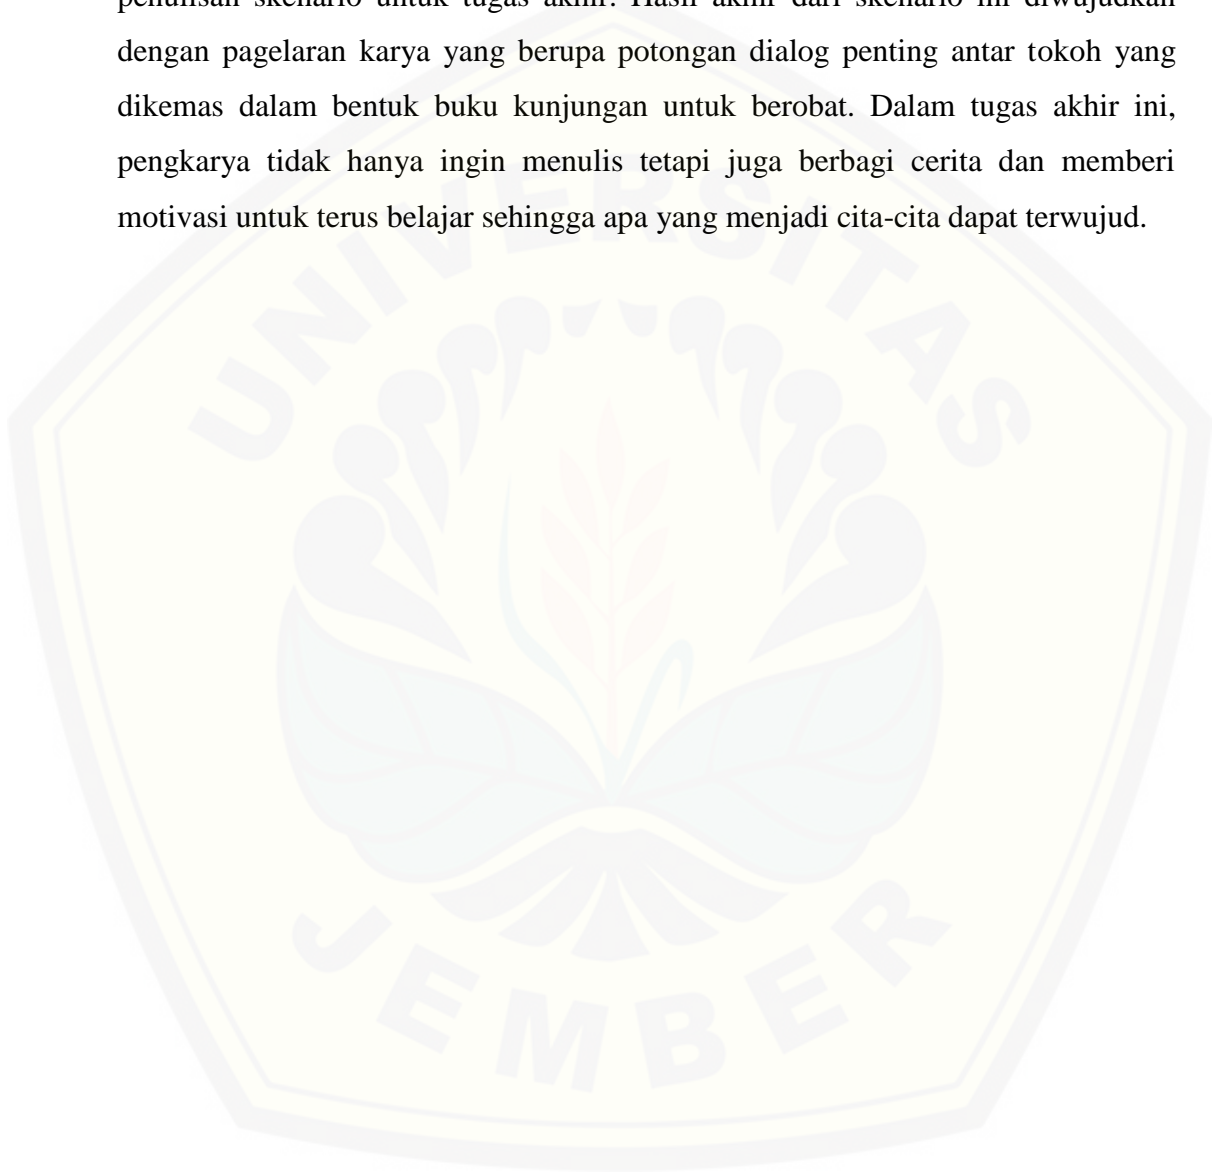 penulisan skenario untuk tugas akhir. Hasil akhir dari skenario ini diwujudkan
dengan pagelaran karya yang berupa potongan dialog penting antar tokoh yang
dikemas dalam bentuk buku kunjungan untuk berobat. Dalam tugas akhir ini,
pengkarya tidak hanya ingin menulis tetapi juga berbagi cerita dan memberi
motivasi untuk terus belajar sehingga apa yang menjadi cita-cita dapat terwujud.
UNIVERSITAS
JEMBER